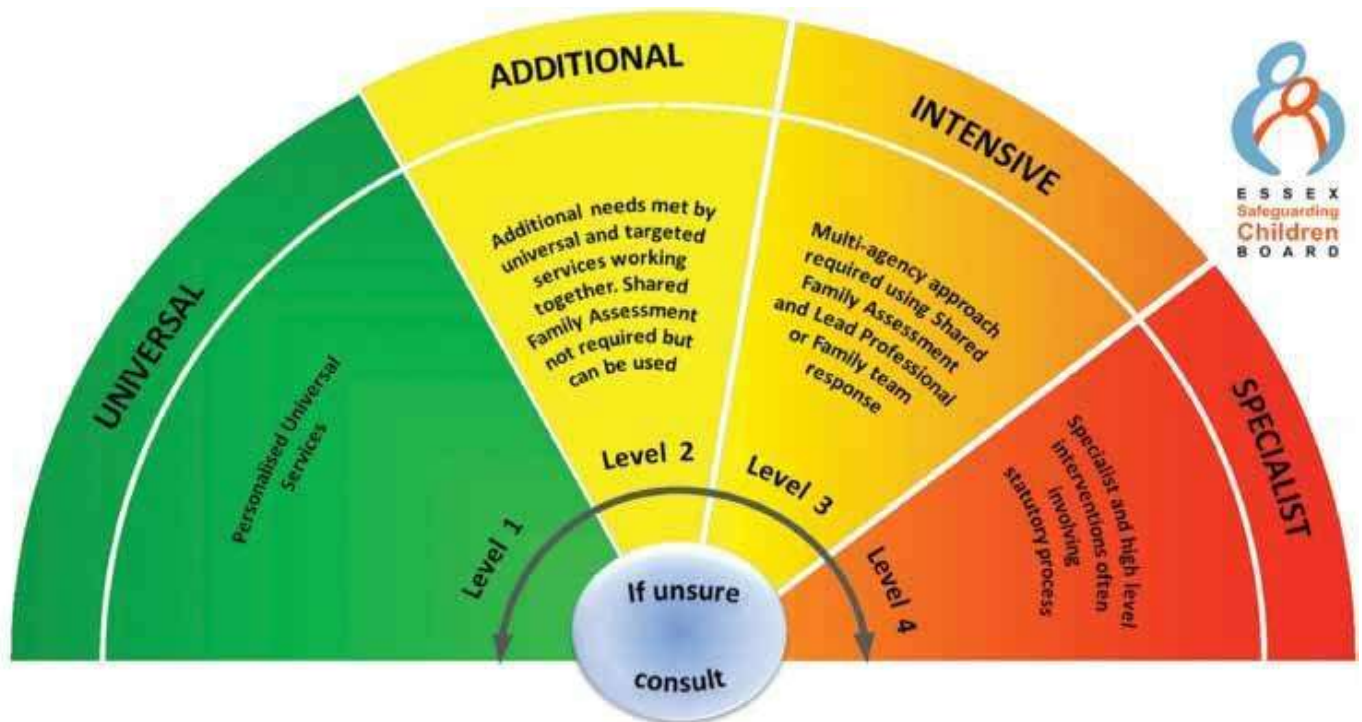 UNIVERSAL
Personalised Universal
Services
Level 1
ADDITIONAL
Additional needs met by
universal and targeted
services working
together. Shared
Family Assessment
not required but
can be used
Level 2
INTENSIVE
Multi-agency approach
required using Shared
Family Assessment
and Lead Professional
or Family team
response
Level 3
SPECIALIST
Specialist and high level
interventions often
involving
statutory process
Level 4
If unsure
consult
ESSEX
Safeguarding
Children
BOARD